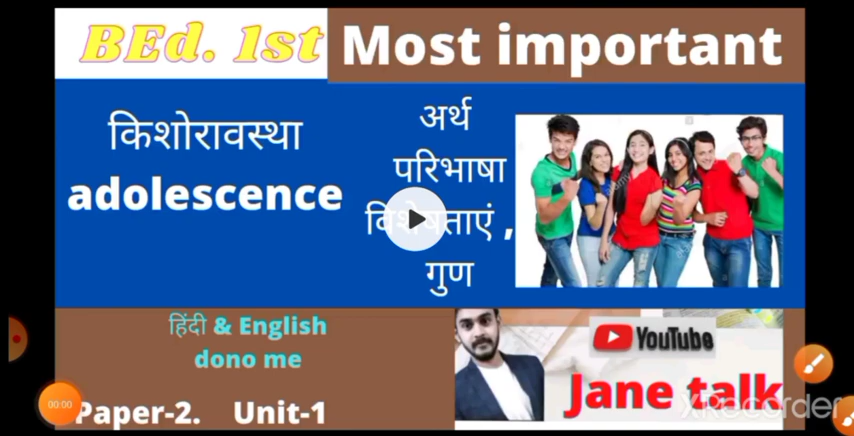 BEd. 1st
Most important
किशोरावस्था
adolescence
अर्थ
परिभाषा
विशेषताएं ,
गुण
हिंदी & English
dono me
Paper-2. Unit-1
YouTube
Jane talk
XRecorder
00:00